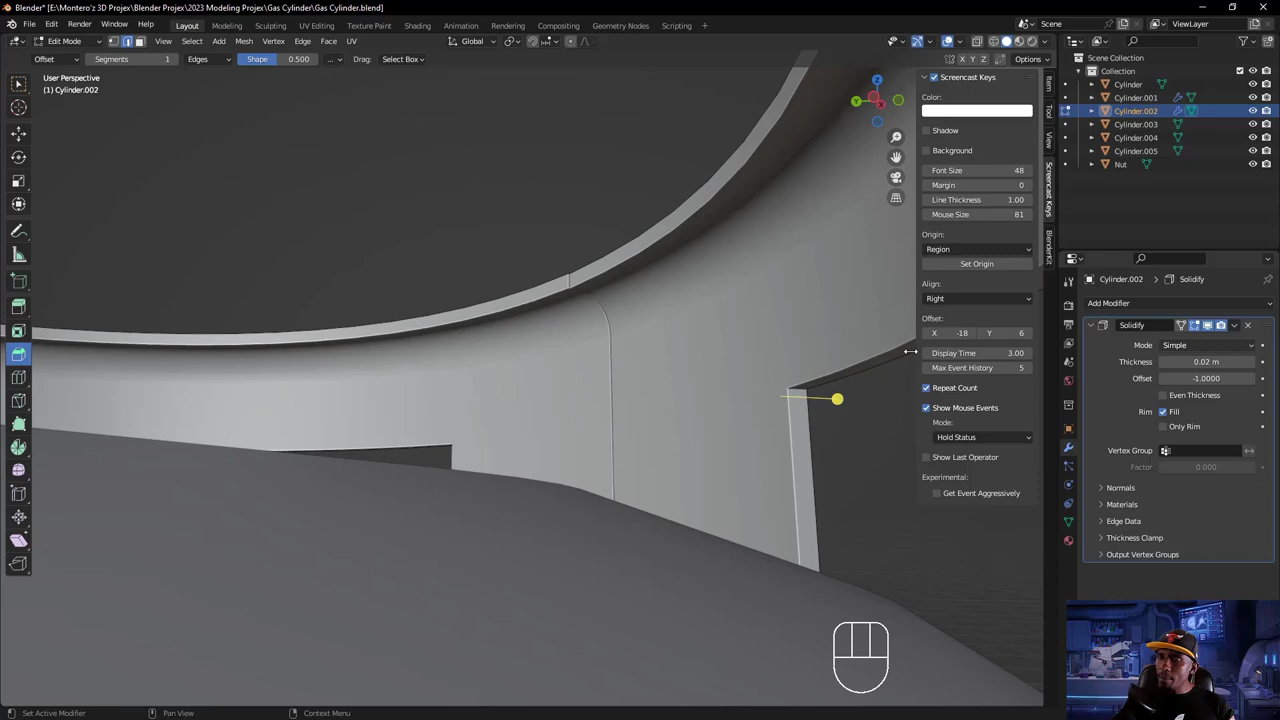 Blender* [E:\Montero'z 3D Projex\Blender Projex\2023 Modeling Projex\Gas Cylinder\Gas Cylinder.blend]
File Edit Render Window Help Layout Modeling Sculpting UV Editing Texture Paint Shading Animation Rendering Compositing Geometry Nodes Scripting Scene ViewLayer
Edit Mode View Select Add Mesh Vertex Edge Face UV Global
Offset Segments 1 Edges Shape 0.500 ... Drag: Select Box X Y Z Options
User Perspective
(1) Cylinder.002
Z
Y
X
Screencast Keys
Color:
Shadow
Background
Font Size 48
Margin 0
Line Thickness 1.00
Mouse Size 81
Origin:
Region
Set Origin
Align:
Right
Offset:
X -18 Y 6
Display Time 3.00
Max Event History 5
Repeat Count
Show Mouse Events
Mode:
Hold Status
Show Last Operator
Experimental:
Get Event Aggressively
Item
Tool
View
Screencast Keys
BlenderKit
Scene Collection
Collection
Cylinder
Cylinder.001
Cylinder.002
Cylinder.003
Cylinder.004
Cylinder.005
Nut
Cylinder.002 > Solidify
Add Modifier
Solidify
Mode Simple
Thickness 0.02 m
Offset -1.0000
Even Thickness
Rim Fill
Only Rim
Vertex Group
Factor 0.000
Normals
Materials
Edge Data
Thickness Clamp
Output Vertex Groups
Set Active Modifier Pan View Context Menu